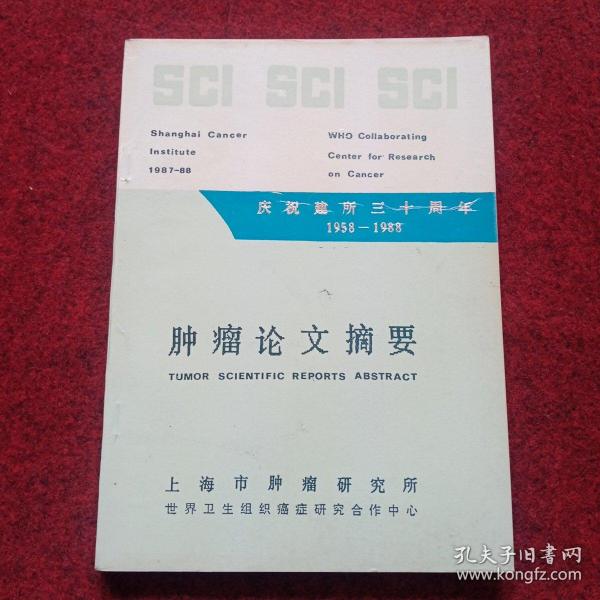 SCI SCI SCI
Shanghai Cancer
Institute
1987-88
WHO Collaborating
Center for Research
on Cancer
庆祝建所三十周年
1958-1988
肿瘤论文摘要
TUMOR SCIENTIFIC REPORTS ABSTRACT
上海市肿瘤研究所
世界卫生组织癌症研究合作中心
孔夫子旧书网
www.kongfz.com